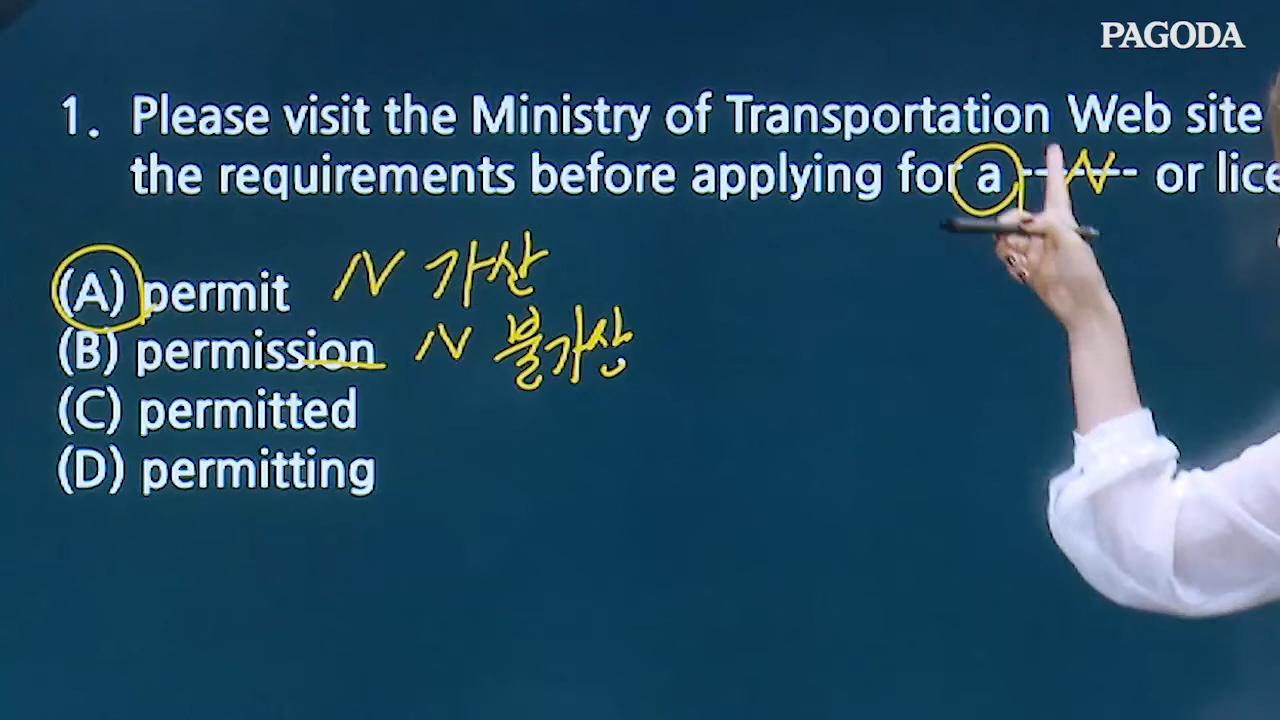 PAGODA
1. Please visit the Ministry of Transportation Web site
the requirements before applying for a ------ or
(A) permit N 가산
(B) permission N 불가산
(C) permitted
(D) permitting